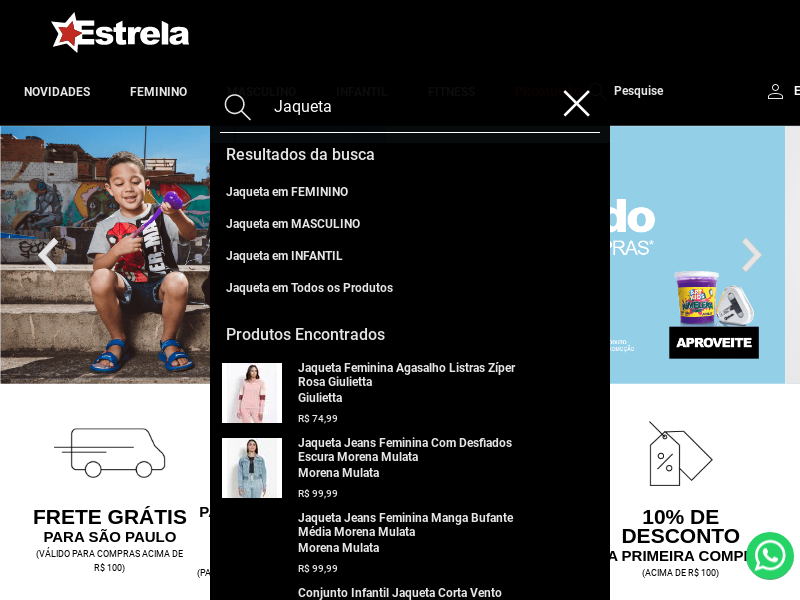 Estrela
NOVIDADES
FEMININO
MASCULINO
INFANTIL
FITNESS
Pesquise
E
Jaqueta
Resultados da busca
Jaqueta em FEMININO
Jaqueta em MASCULINO
Jaqueta em INFANTIL
Jaqueta em Todos os Produtos
Produtos Encontrados
Jaqueta Feminina Agasalho Listras Zíper
Rosa Giulietta
Giulietta
R$ 74,99
Jaqueta Jeans Feminina Com Desfiados
Escura Morena Mulata
Morena Mulata
R$ 99,99
Jaqueta Jeans Feminina Manga Bufante
Média Morena Mulata
Morena Mulata
R$ 99,99
Conjunto Infantil Jaqueta Corta Vento
do
PRAS*
APROVEITE
FRETE GRÁTIS
PARA SÃO PAULO
(VÁLIDO PARA COMPRAS ACIMA DE
R$ 100)
(PA
10% DE
DESCONTO
A PRIMEIRA COMP
(ACIMA DE R$ 100)